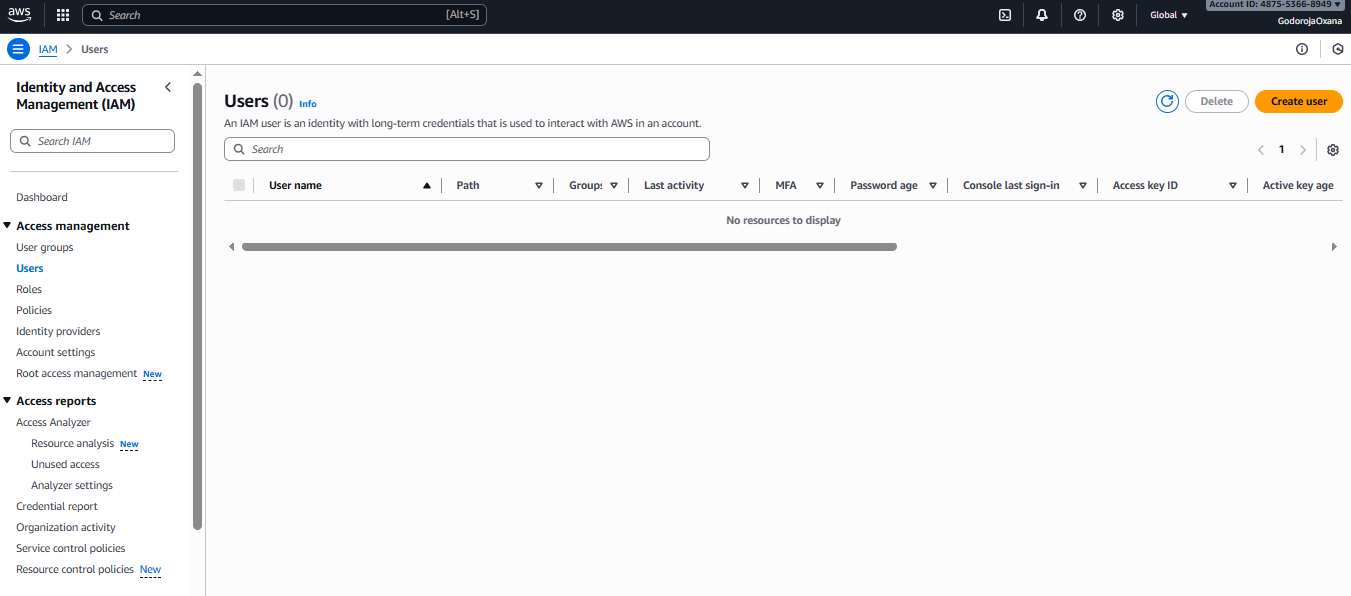 aws
Search [Alt+S]
Global
Account ID: 4875-5366-8949
GodorojaOxana
IAM > Users
Identity and Access
Management (IAM)
Search IAM
Dashboard
Access management
User groups
Users
Roles
Policies
Identity providers
Account settings
Root access management New
Access reports
Access Analyzer
Resource analysis New
Unused access
Analyzer settings
Credential report
Organization activity
Service control policies
Resource control policies New
Users (0) Info
An IAM user is an identity with long-term credentials that is used to interact with AWS in an account.
Delete
Create user
Search
1
User name Path Groups Last activity MFA Password age Console last sign-in Access key ID Active key age
No resources to display